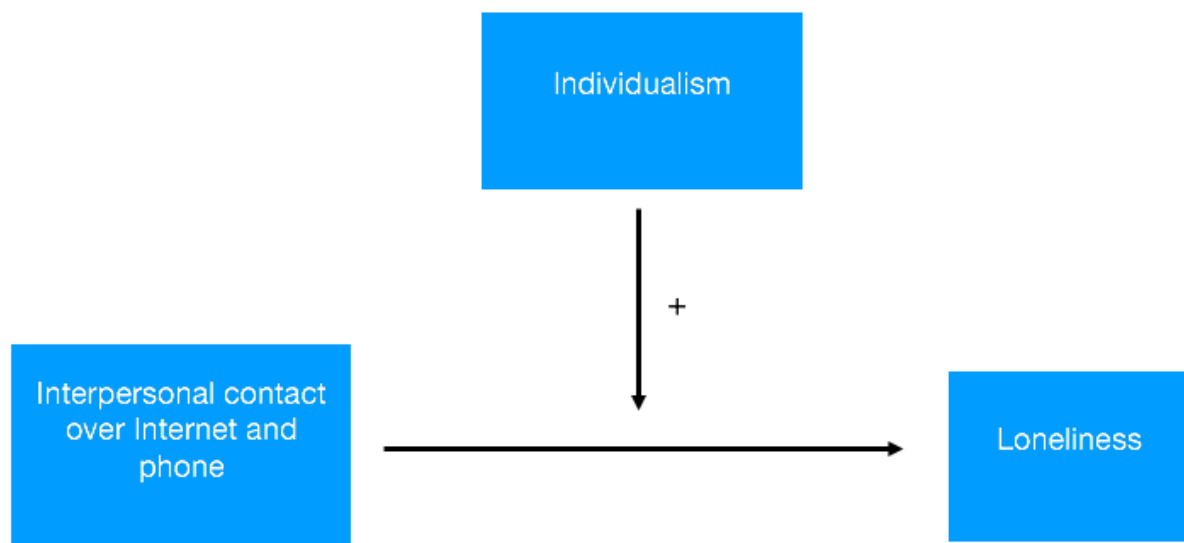 Individualism
+
Interpersonal contact
over Internet and
phone
Loneliness